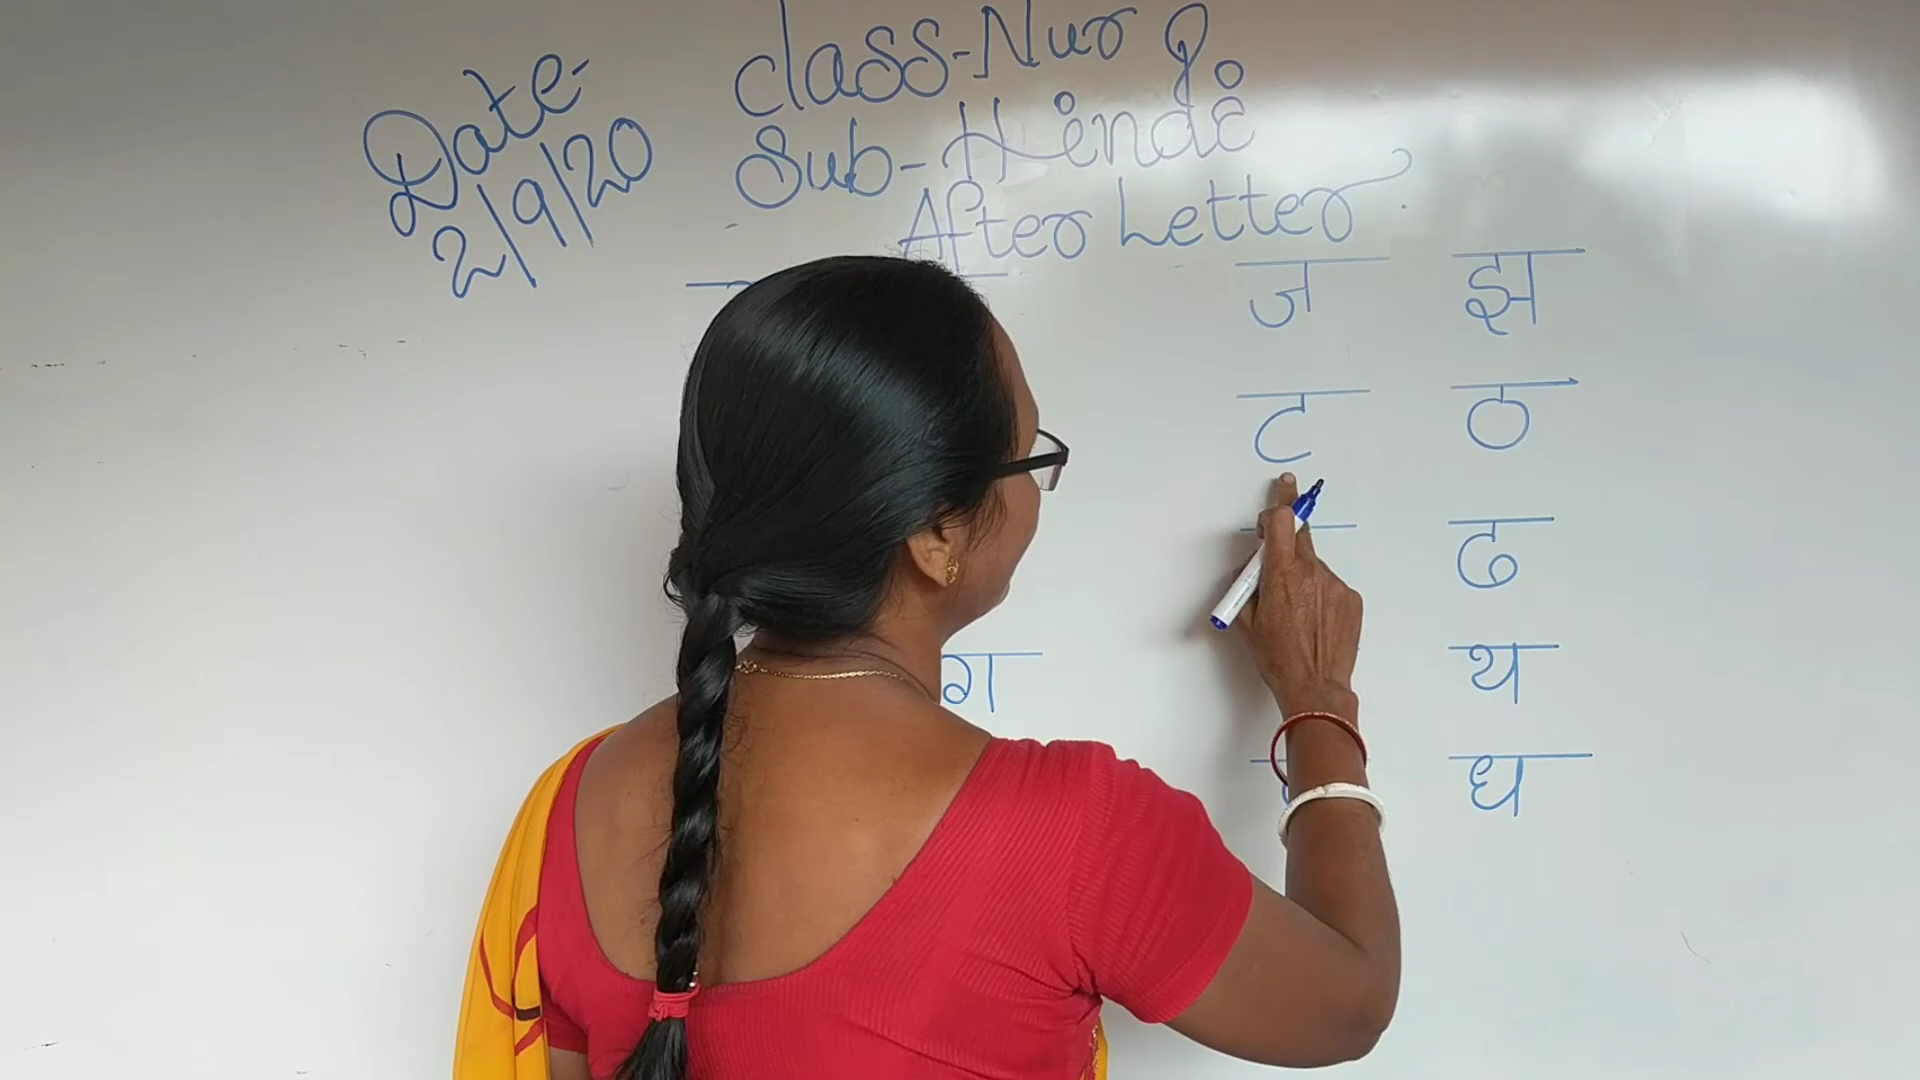 Date-
2/9/20
Class-Nur
Sub-Hindi
After Letter
ज झ
ट ठ
ढ
ग थ
ध